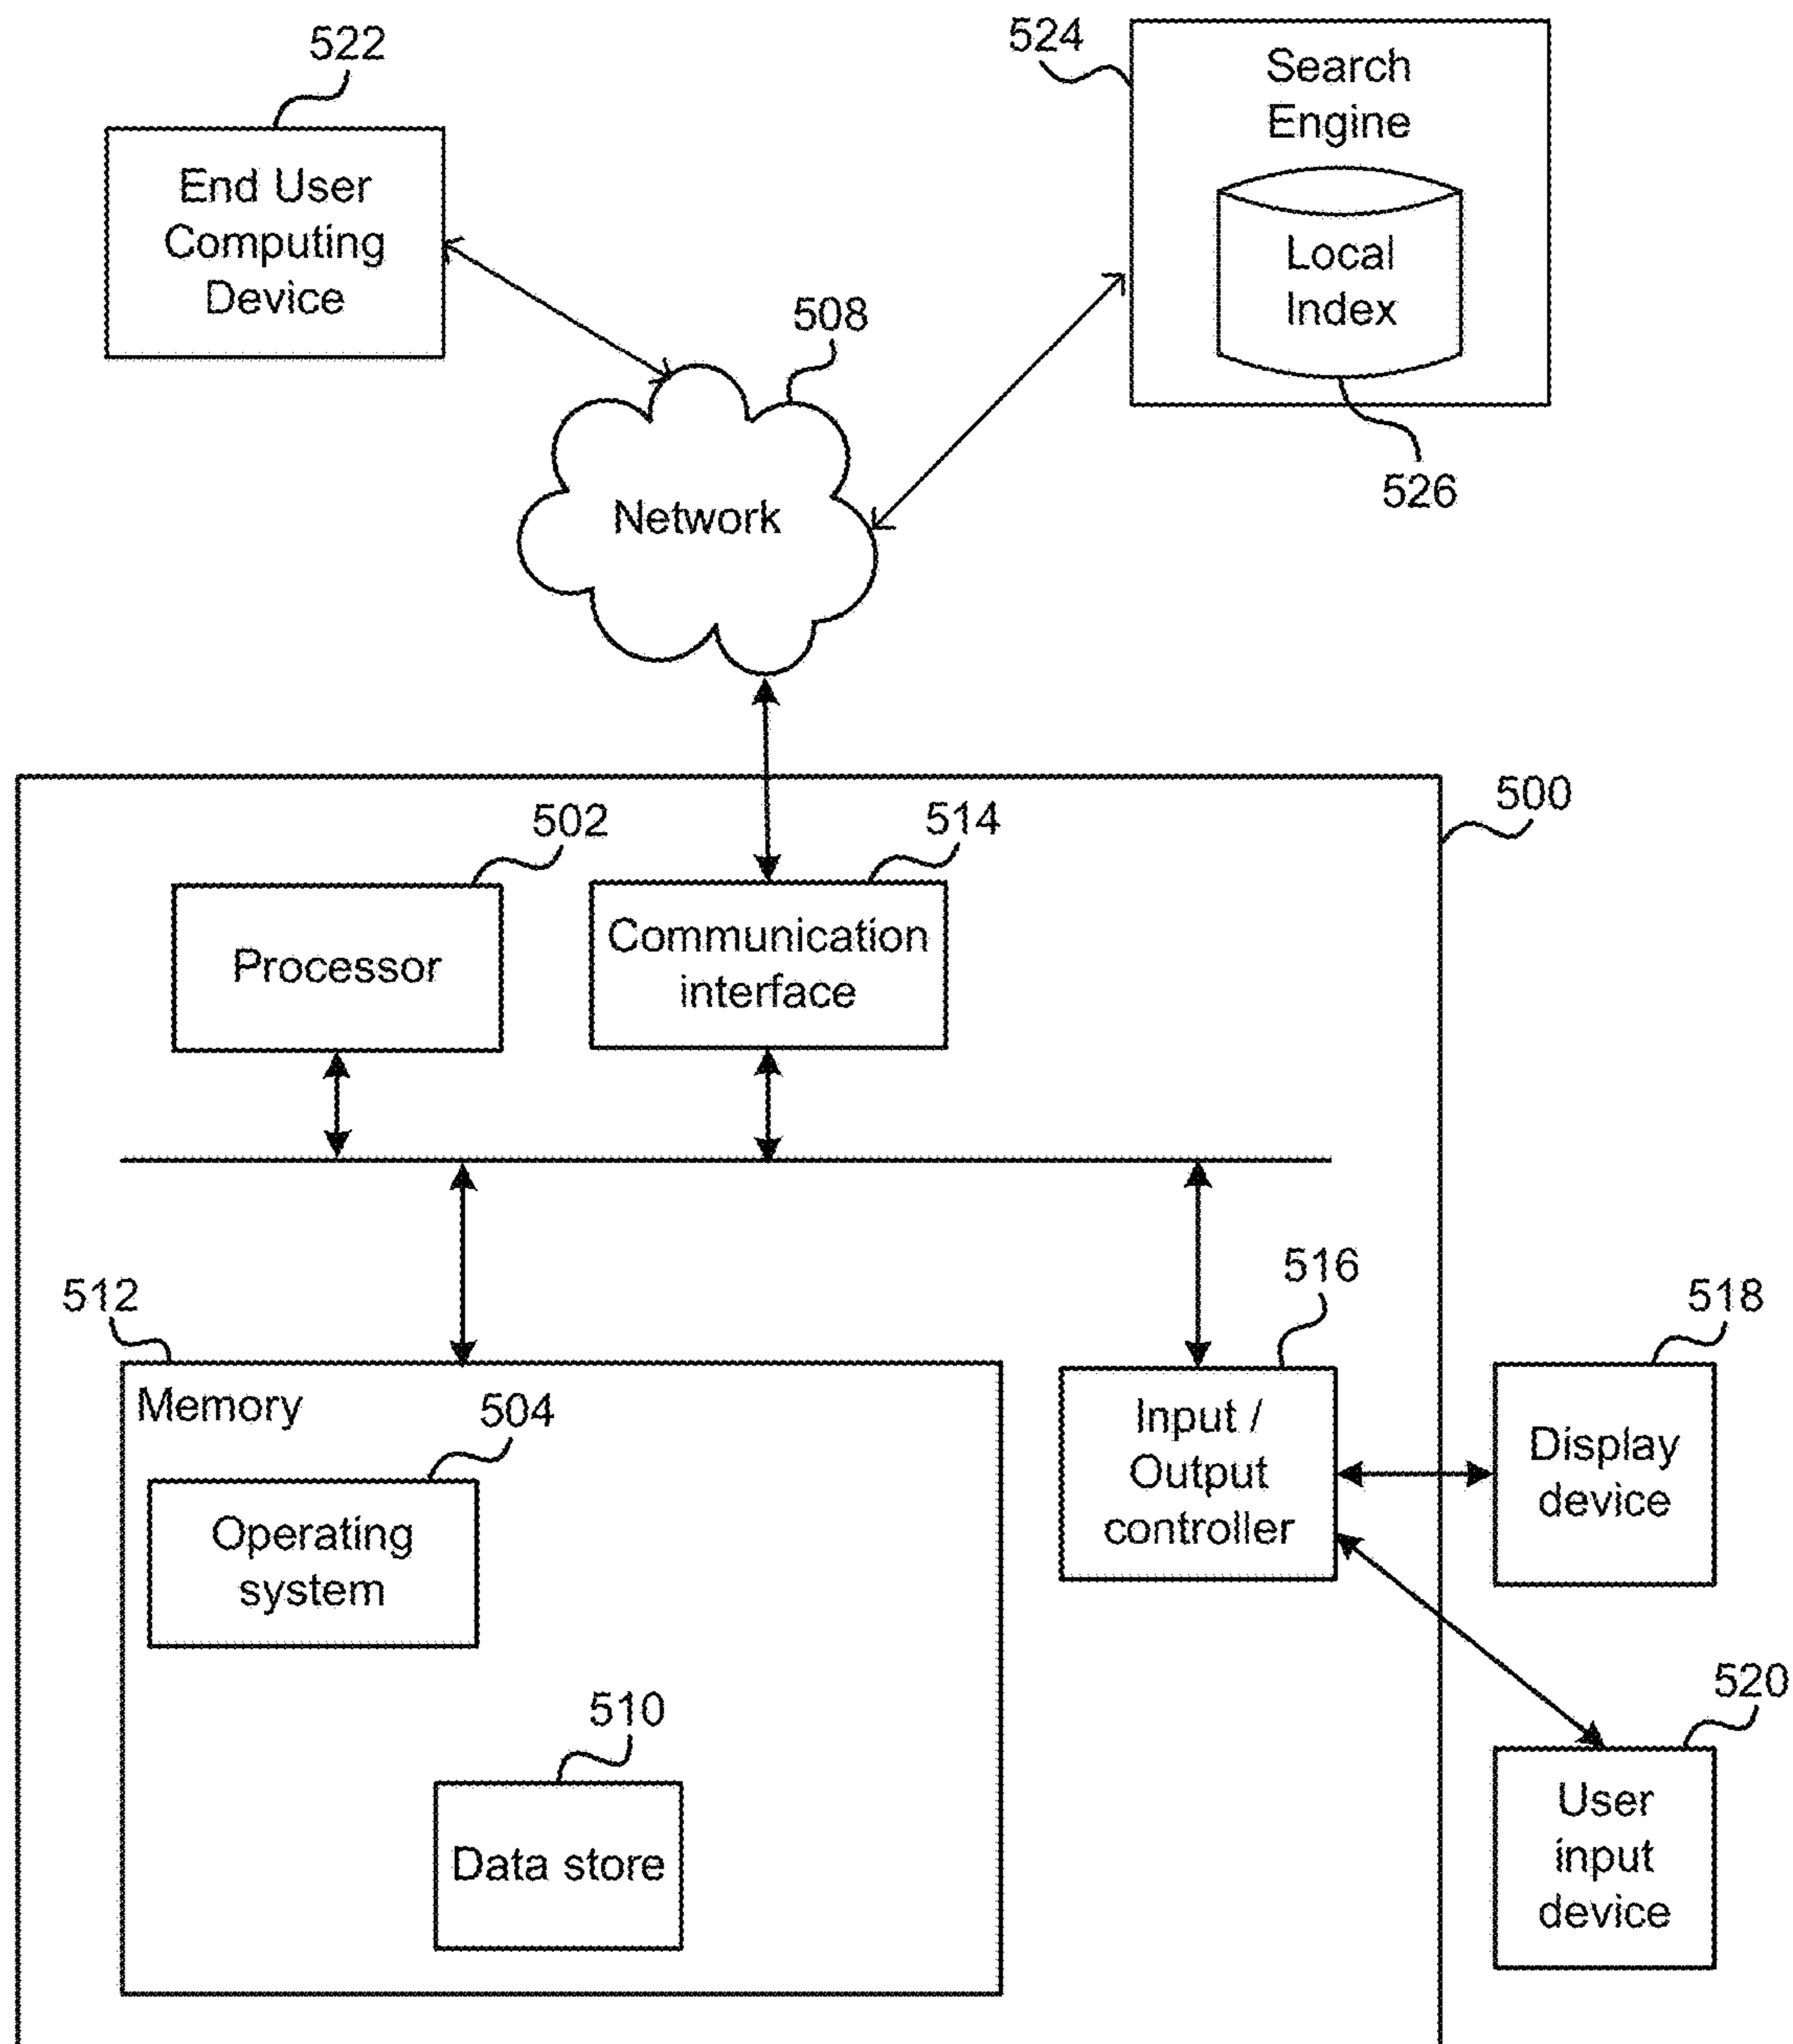 522
End User
Computing
Device
524
Search
Engine
Local
Index
526
508
Network
500
502
Processor
514
Communication
interface
512
Memory
504
Operating
system
510
Data store
516
Input /
Output
controller
518
Display
device
520
User
input
device